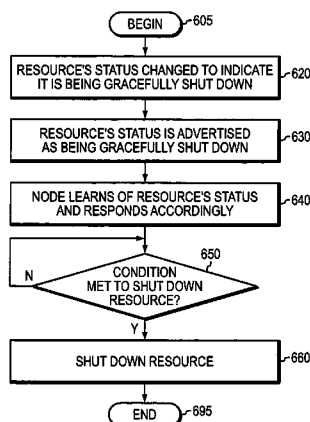 BEGIN
605
RESOURCE'S STATUS CHANGED TO INDICATE
IT IS BEING GRACEFULLY SHUT DOWN
620
RESOURCE'S STATUS IS ADVERTISED
AS BEING GRACEFULLY SHUT DOWN
630
NODE LEARNS OF RESOURCE'S STATUS
AND RESPONDS ACCORDINGLY
640
650
N
CONDITION
MET TO SHUT DOWN
RESOURCE?
Y
SHUT DOWN RESOURCE
660
END
695